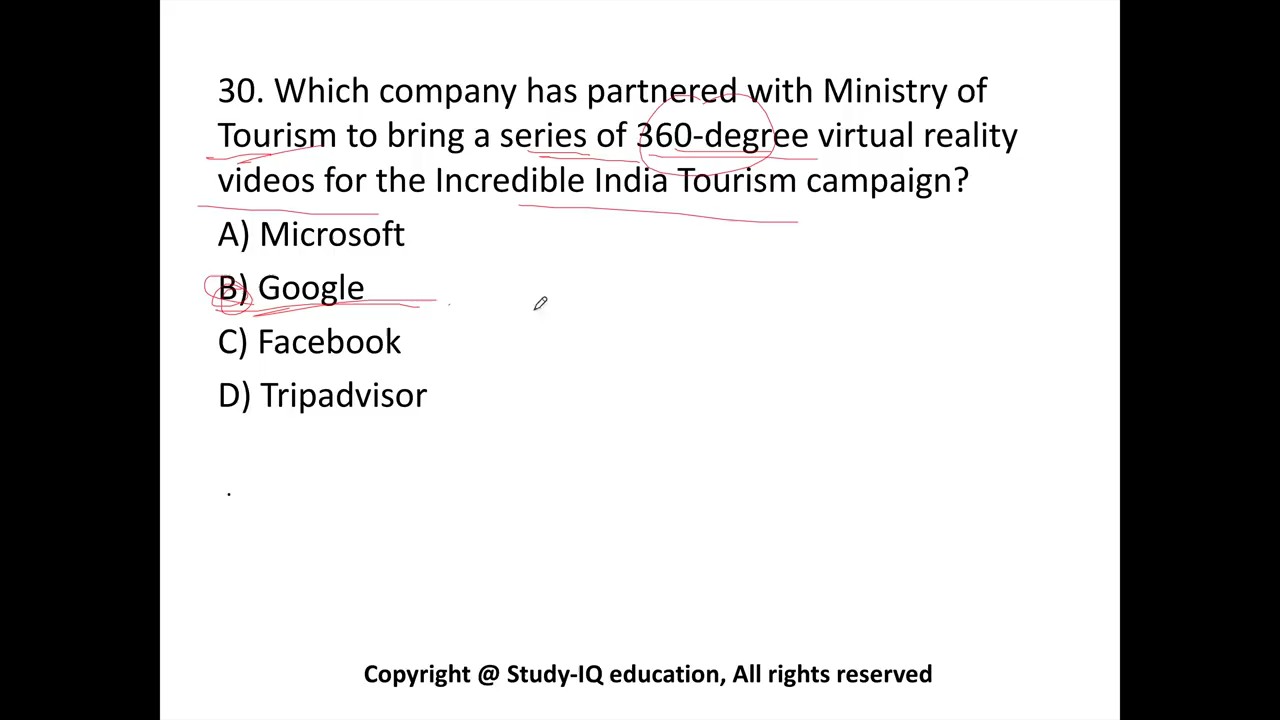 30. Which company has partnered with Ministry of
Tourism to bring a series of 360-degree virtual reality
videos for the Incredible India Tourism campaign?
A) Microsoft
B) Google
C) Facebook
D) Tripadvisor
.
Copyright @ Study-IQ education, All rights reserved